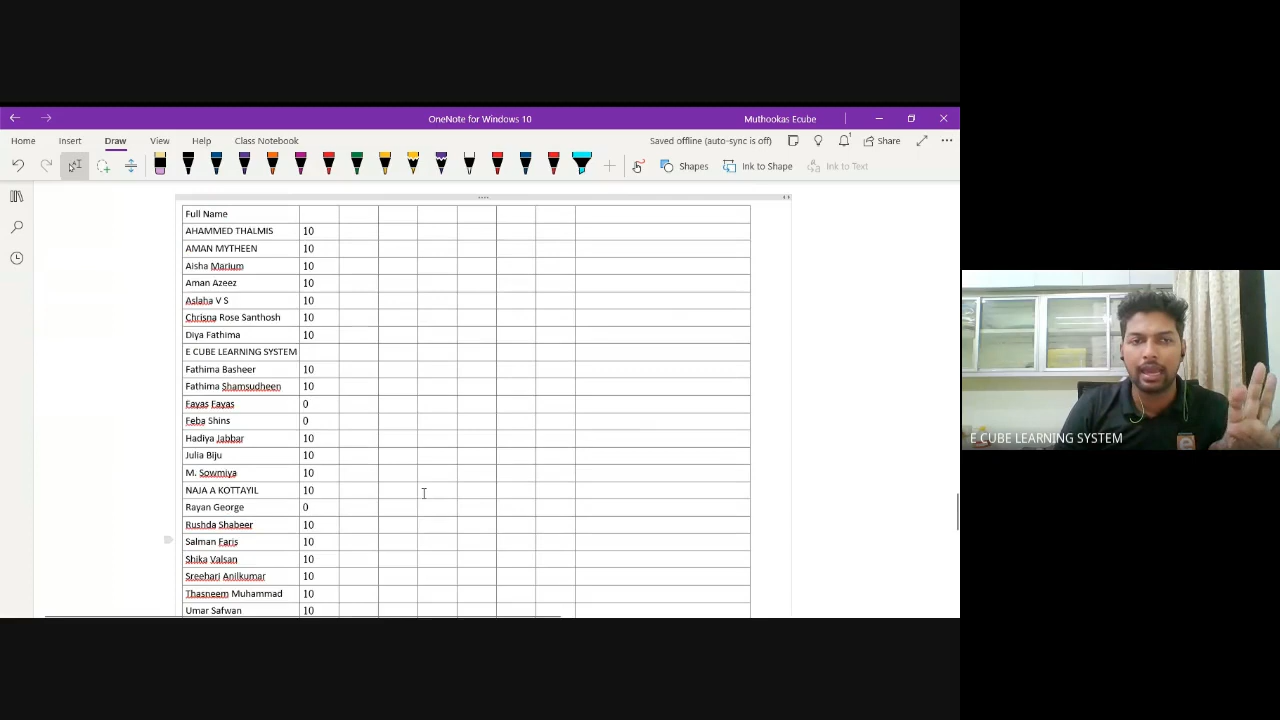 OneNote for Windows 10
Muthookas Ecube
Home Insert Draw View Help Class Notebook
Saved offline (auto-sync is off)
Share
Shapes
Ink to Shape
Ink to Text
Full Name
AHAMMED THALMIS 10
AMAN MYTHEEN 10
Aisha Marium 10
Aman Azeez 10
Aslaha V S 10
Chrisna Rose Santhosh 10
Diya Fathima 10
E CUBE LEARNING SYSTEM
Fathima Basheer 10
Fathima Shamsudheen 10
Fayas Fayas 0
Feba Shins 0
Hadiya Jabbar 10
Julia Biju 10
M. Sowmiya 10
NAJA A KOTTAYIL 10
Rayan George 0
Rushda Shabeer 10
Salman Faris 10
Shika Valsan 10
Sreehari Anilkumar 10
Thasneem Muhammad 10
Umar Safwan 10
E CUBE LEARNING SYSTEM